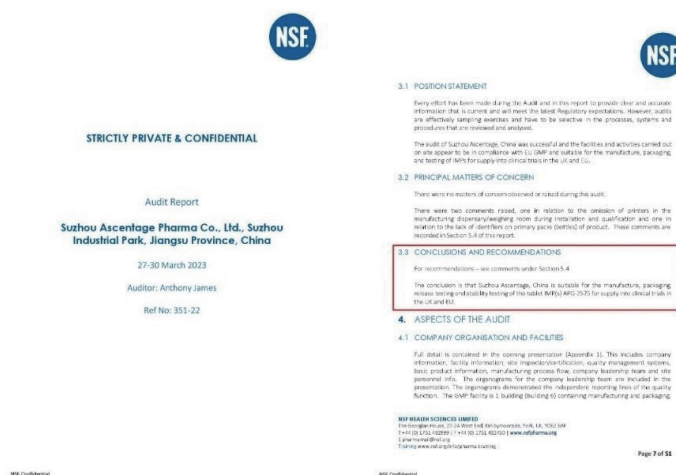 NSF.
STRICTLY PRIVATE & CONFIDENTIAL
Audit Report
Suzhou Ascentage Pharma Co., Ltd., Suzhou
Industrial Park, Jiangsu Province, China
27-30 March 2023
Auditor: Anthony James
Ref No: 351-22
NSF Confidential
NSF
3.1 POSITION STATEMENT
Every effort has been made during the Audit and in this report to provide clear and accurate
information that is current and will meet the latest Regulatory expectations. However, audits
are effectively sampling exercises and have to be selective in the processes, systems and
procedures that are reviewed and analysed.
The audit of Suzhou Ascentage, China was successful and the facilities and activities carried out
on site appear to be in compliance with EU GMP and suitable for the manufacture, packaging,
and testing of IMPs for supply into clinical trials in the UK and EU.
3.2 PRINCIPAL MATTERS OF CONCERN
There were no matters of concern observed or raised during this audit.
There were two comments raised, one in relation to the omission of printers in the
manufacturing dispensary/weighing room during installation and qualification and one in
relation to the lack of identifiers on primary packs (bottles) of product. These comments are
recorded in Section 5.4 of this report.
3.3 CONCLUSIONS AND RECOMMENDATIONS
For recommendations – see comments under Section 5.4
The conclusion is that Suzhou Ascentage, China is suitable for the manufacture, packaging
release testing and stability testing of the tablet IMP(s) APG-2575 for supply into clinical trials in
the UK and EU.
4. ASPECTS OF THE AUDIT
4.1 COMPANY ORGANISATION AND FACILITIES
Full detail is contained in the opening presentation (Appendix 1). This includes company
information, facility information, site inspection/certification, quality management systems,
basic product information, manufacturing process flow, company leadership team and site
personnel info. The organograms for the company leadership team are included in the
presentation. The organograms demonstrated the independent reporting lines of the quality
function. The GMP facility is 1 building (Building 6) containing manufacturing and packaging,
NSF HEALTH SCIENCES LIMITED
The Georgian House, 22-24 West End, Kirkbymoorside, York, UK, YO62 6AF
www.nsfpharma.org
Page 7 of 51
NSF Confidential